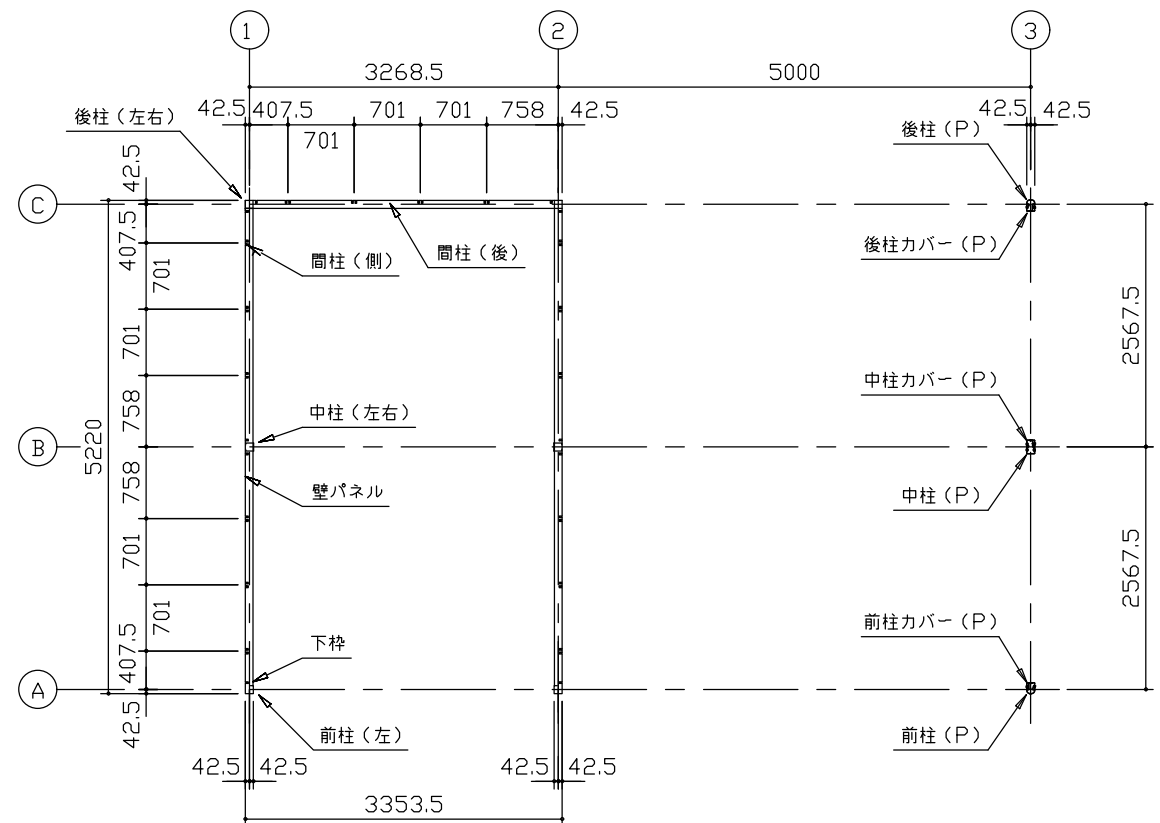 1
2
3
3268.5
5000
42.5
407.5
701
701
758
42.5
42.5
42.5
701
後柱（左右）
後柱（P）
42.5
C
407.5
後柱カバー（P）
間柱（後）
間柱（側）
701
701
2567.5
758
中柱カバー（P）
中柱（左右）
5220
B
758
壁パネル
中柱（P）
701
2567.5
701
前柱カバー（P）
下枠
407.5
A
42.5
前柱（左）
前柱（P）
42.5
42.5
42.5
42.5
3353.5